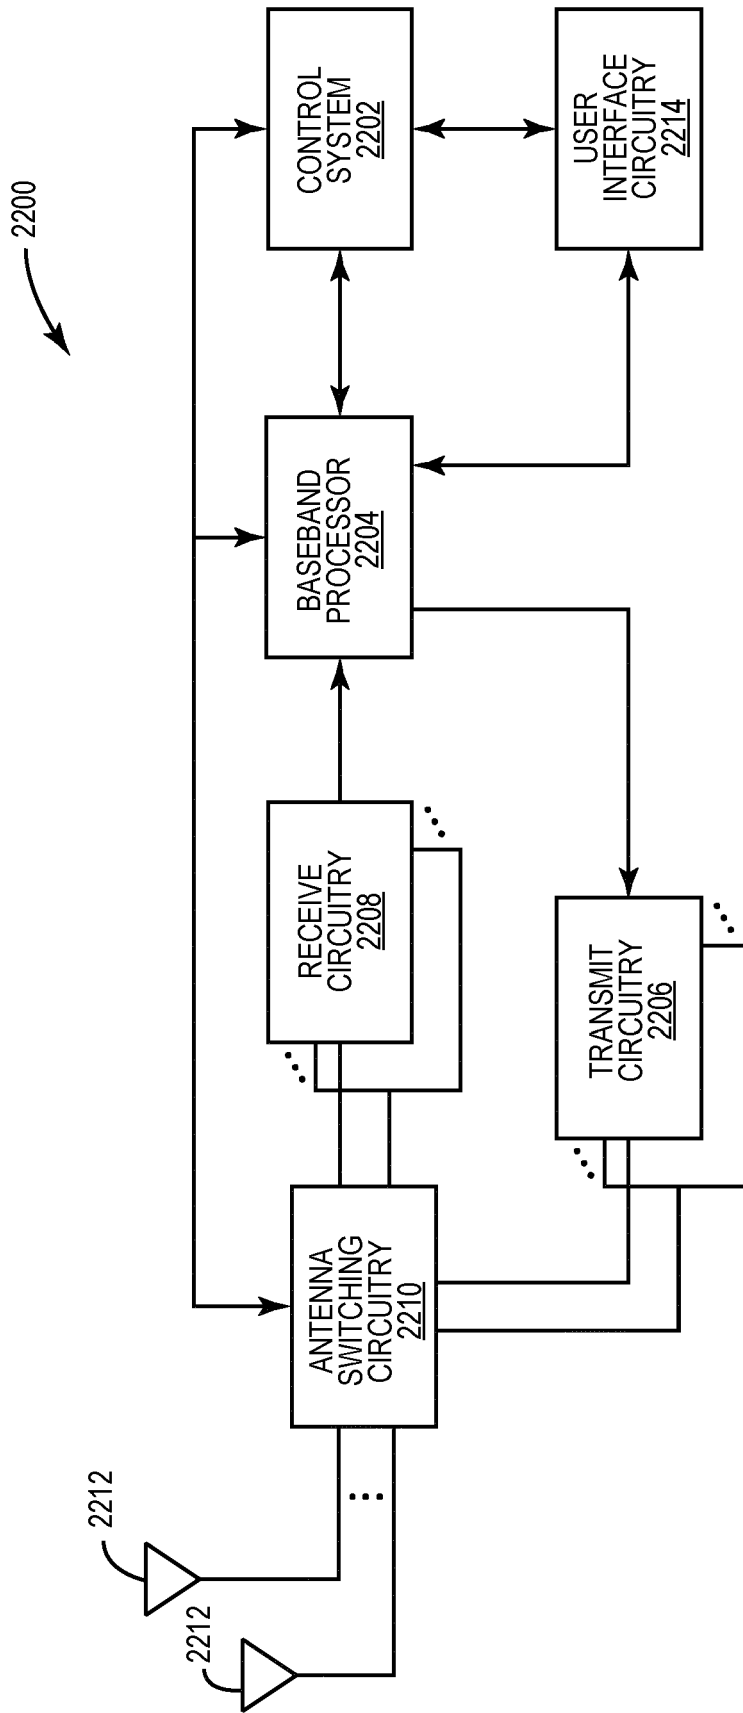 2200
CONTROL
SYSTEM
2202
USER
INTERFACE
CIRCUITRY
2214
BASEBAND
PROCESSOR
2204
RECEIVE
CIRCUITRY
2208
TRANSMIT
CIRCUITRY
2206
ANTENNA
SWITCHING
CIRCUITRY
2210
2212
2212